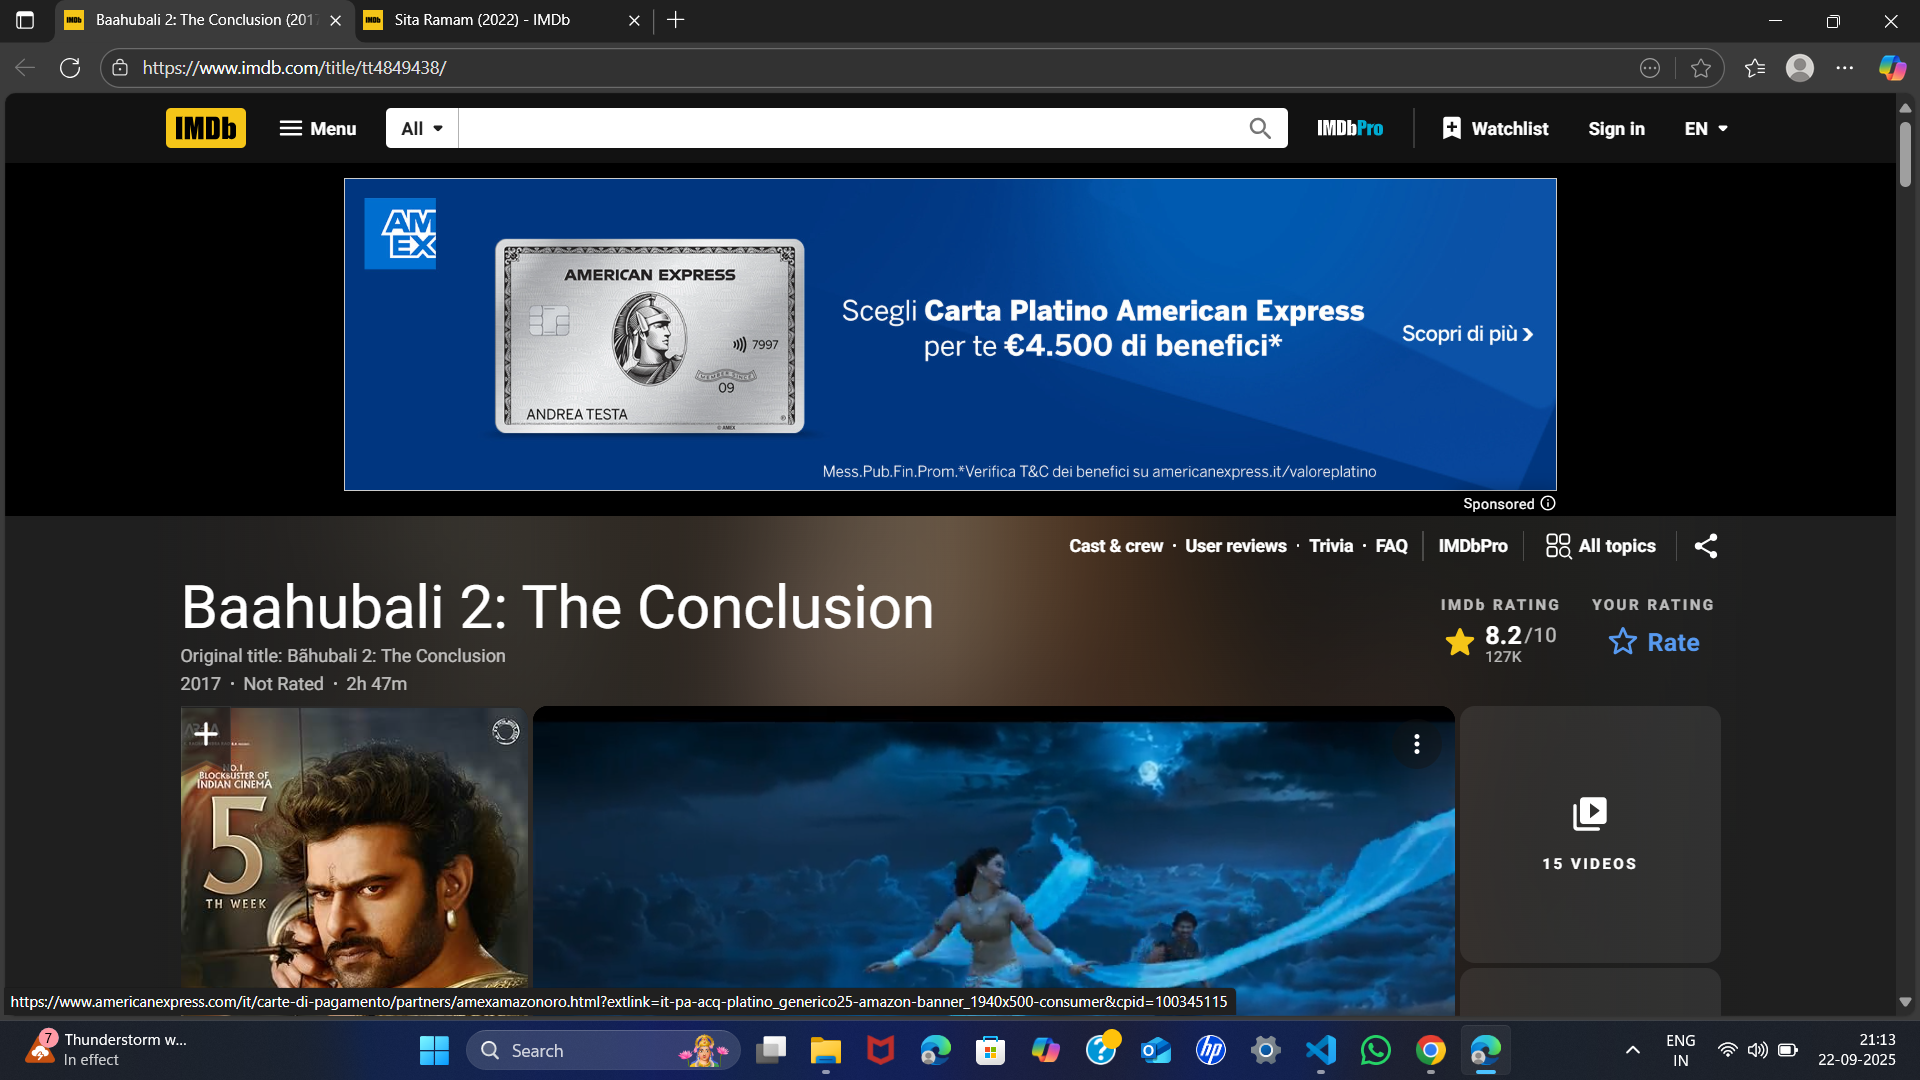 Baahubali 2: The Conclusion (2017
Sita Ramam (2022) - IMDb
https://www.imdb.com/title/tt4849438/
IMDb
Menu
All
IMDbPro
Watchlist
Sign in
EN
AM
EX
AMERICAN EXPRESS
7997
MEMBER SINCE
09
ANDREA TESTA
© AMEX
Scegli Carta Platino American Express
per te €4.500 di benefici*
Scopri di più
Mess.Pub.Fin.Prom.*Verifica T&C dei benefici su americanexpress.it/valoreplatino
Sponsored
Cast & crew · User reviews · Trivia · FAQ
IMDbPro
All topics
Baahubali 2: The Conclusion
Original title: Bãhubali 2: The Conclusion
2017 · Not Rated · 2h 47m
IMDb RATING
8.2/10
127K
YOUR RATING
Rate
NO.1
BLOCKBUSTER OF
INDIAN CINEMA
5
TH WEEK
15 VIDEOS
https://www.americanexpress.com/it/carte-di-pagamento/partners/amexamazonoro.html?extlink=it-pa-acq-platino_generico25-amazon-banner_1940x500-consumer&cpid=100345115
7
Thunderstorm w...
In effect
Search
hp
ENG
IN
21:13
22-09-2025